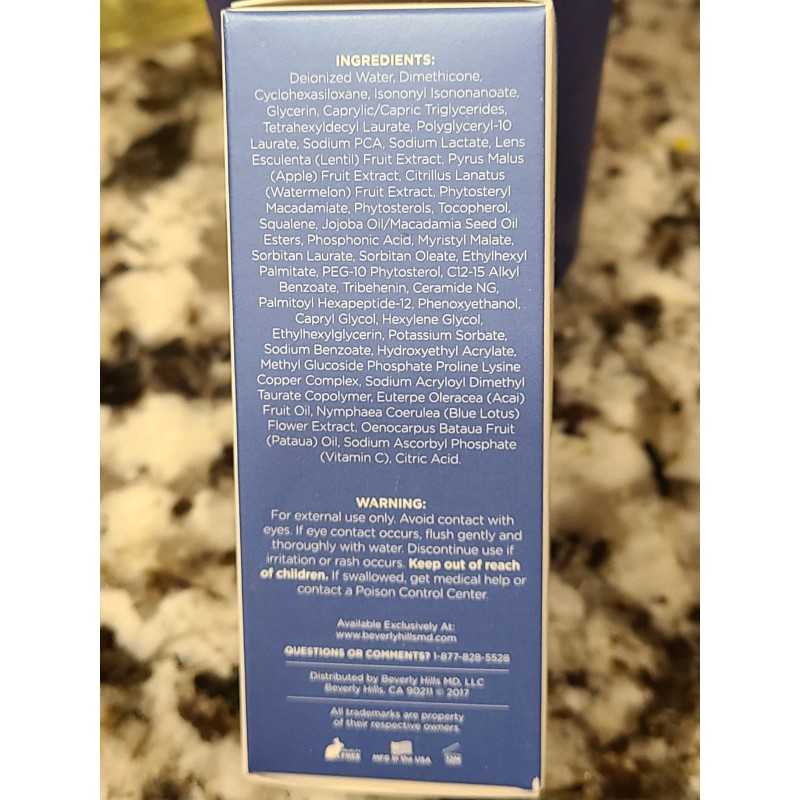 INGREDIENTS:
Deionized Water, Dimethicone,
Cyclohexasiloxane, Isononyl Isononanoate,
Glycerin, Caprylic/Capric Triglycerides,
Tetrahexyldecyl Laurate, Polyglyceryl-10
Laurate, Sodium PCA, Sodium Lactate, Lens
Esculenta (Lentil) Fruit Extract, Pyrus Malus
(Apple) Fruit Extract, Citrillus Lanatus
(Watermelon) Fruit Extract, Phytosteryl
Macadamiate, Phytosterols, Tocopherol,
Squalene, Jojoba Oil/Macadamia Seed Oil
Esters, Phosphonic Acid, Myristyl Malate,
Sorbitan Laurate, Sorbitan Oleate, Ethylhexyl
Palmitate, PEG-10 Phytosterol, C12-15 Alkyl
Benzoate, Tribehenin, Ceramide NG,
Palmitoyl Hexapeptide-12, Phenoxyethanol,
Capryl Glycol, Hexylene Glycol,
Ethylhexylglycerin, Potassium Sorbate,
Sodium Benzoate, Hydroxyethyl Acrylate,
Methyl Glucoside Phosphate Proline Lysine
Copper Complex, Sodium Acryloyl Dimethyl
Taurate Copolymer, Euterpe Oleracea (Acai)
Fruit Oil, Nymphaea Coerulea (Blue Lotus)
Flower Extract, Oenocarpus Bataua Fruit
(Pataua) Oil, Sodium Ascorbyl Phosphate
(Vitamin C), Citric Acid.
WARNING:
For external use only. Avoid contact with
eyes. If eye contact occurs, flush gently and
thoroughly with water. Discontinue use if
irritation or rash occurs. Keep out of reach
of children. If swallowed, get medical help or
contact a Poison Control Center.
Available Exclusively At:
www.beverlyhillsmd.com
QUESTIONS OR COMMENTS? 1-877-828-5528
Distributed by Beverly Hills MD, LLC
Beverly Hills, CA 90211 © 2017
All trademarks are property
of their respective owners.
CRUELTY
FREE
MFG in the USA
12M